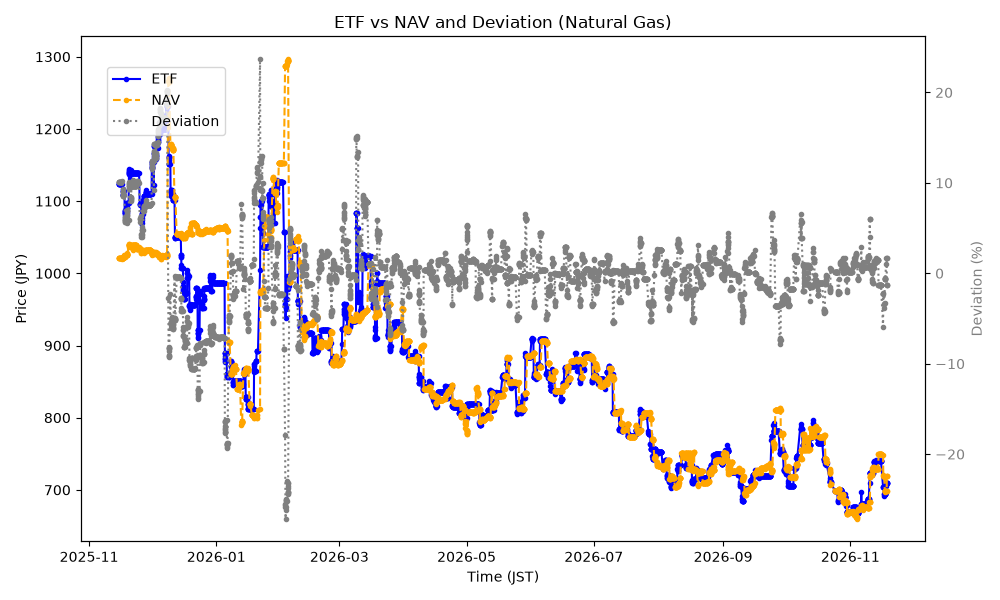 ETF vs NAV and Deviation (Natural Gas)
ETF
NAV
Deviation
Price (JPY)
1300
1200
1100
1000
900
800
700
20
10
0
−10
−20
Deviation (%)
2025-11
2026-01
2026-03
2026-05
2026-07
2026-09
2026-11
Time (JST)